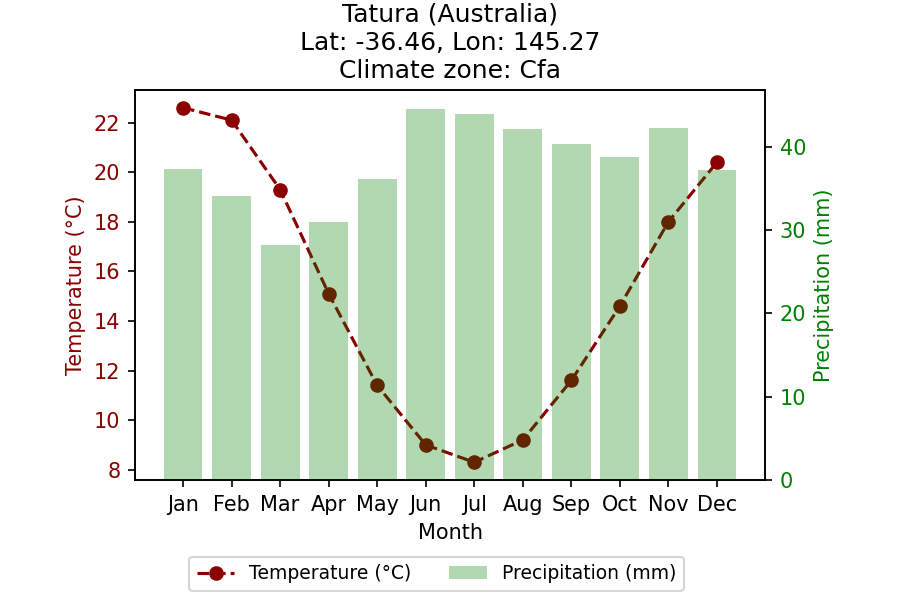 Tatura (Australia)
Lat: -36.46, Lon: 145.27
Climate zone: Cfa
Temperature (°C)
22
20
18
16
14
12
10
8
Precipitation (mm)
40
30
20
10
0
Jan Feb Mar Apr May Jun Jul Aug Sep Oct Nov Dec
Month
Temperature (°C) Precipitation (mm)